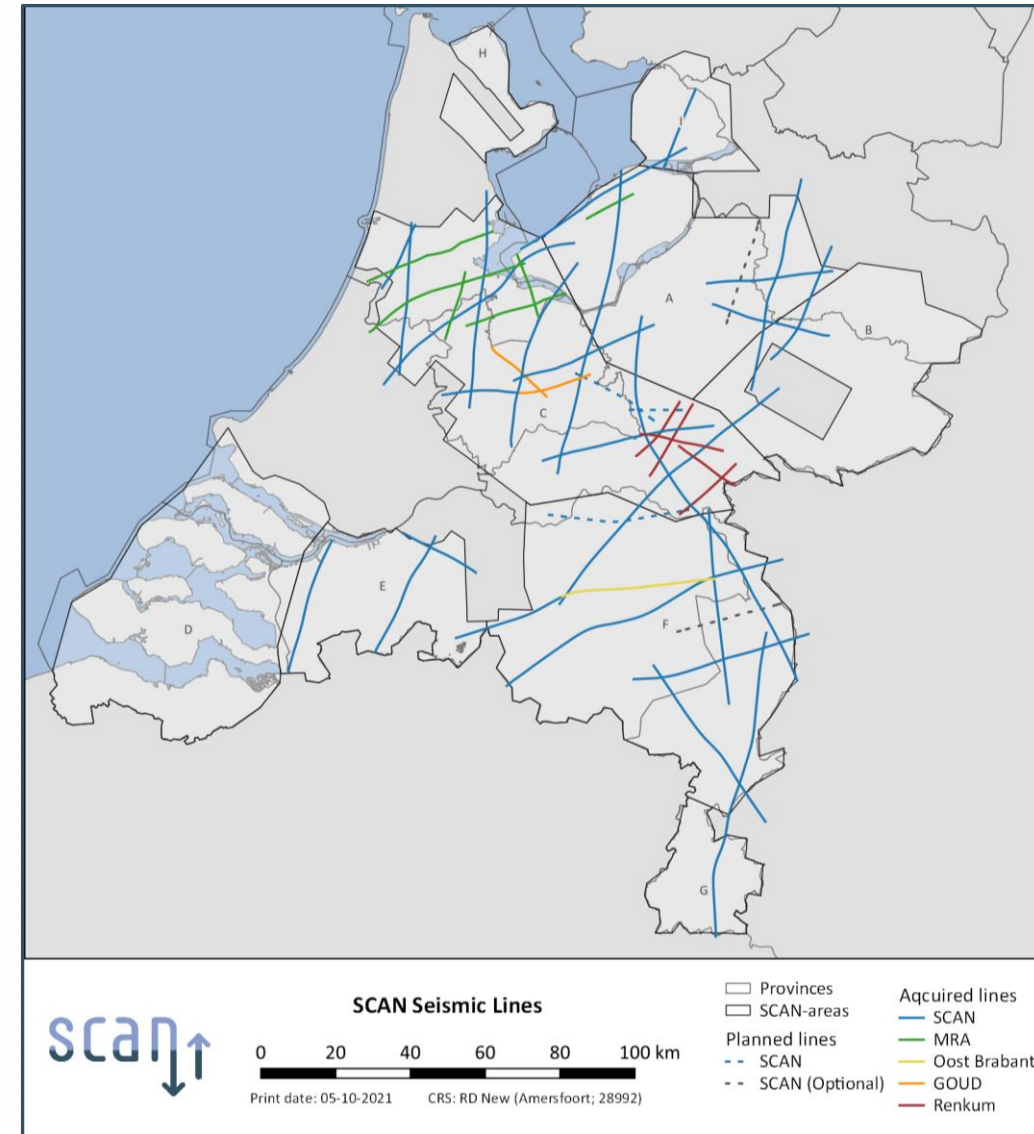 H
I
A
B
C
D
E
F
G
SCAN Seismic Lines
scan
0 20 40 60 80 100 km
Print date: 05-10-2021 CRS: RD New (Amersfoort; 28992)
Provinces
SCAN-areas
Planned lines
SCAN
SCAN (Optional)
Aqcuired lines
SCAN
MRA
Oost Brabant
GOUD
Renkum